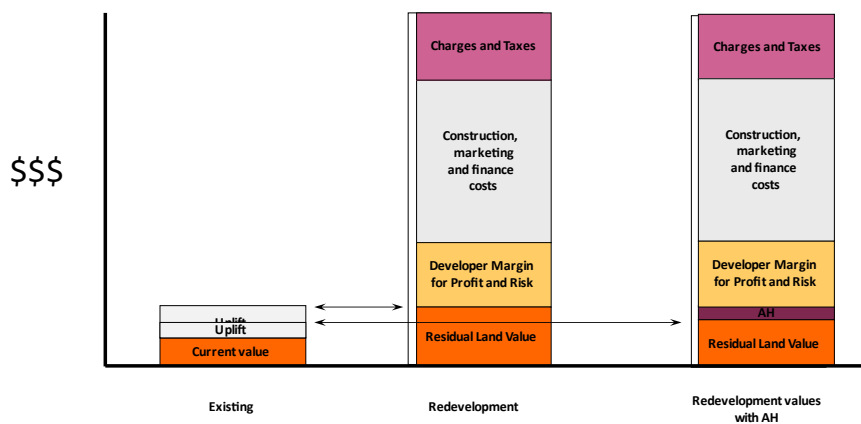 $$$
Uplift
Uplift
Current value
Existing
Charges and Taxes
Construction,
marketing
and finance
costs
Developer Margin
for Profit and Risk
Residual Land Value
Redevelopment
Charges and Taxes
Construction,
marketing
and finance
costs
Developer Margin
for Profit and Risk
AH
Residual Land Value
Redevelopment values
with AH